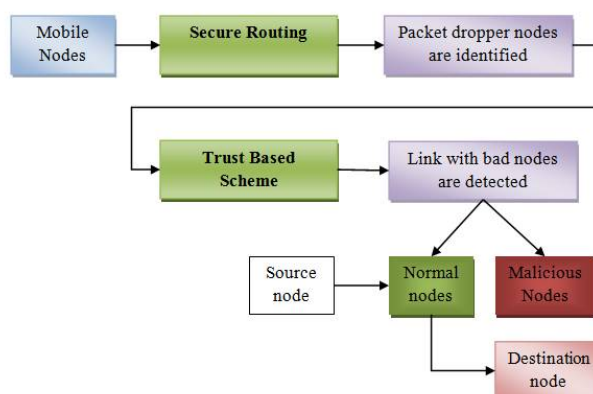 Mobile
Nodes
Secure Routing
Packet dropper nodes
are identified
Trust Based
Scheme
Link with bad nodes
are detected
Source
node
Normal
nodes
Malicious
Nodes
Destination
node